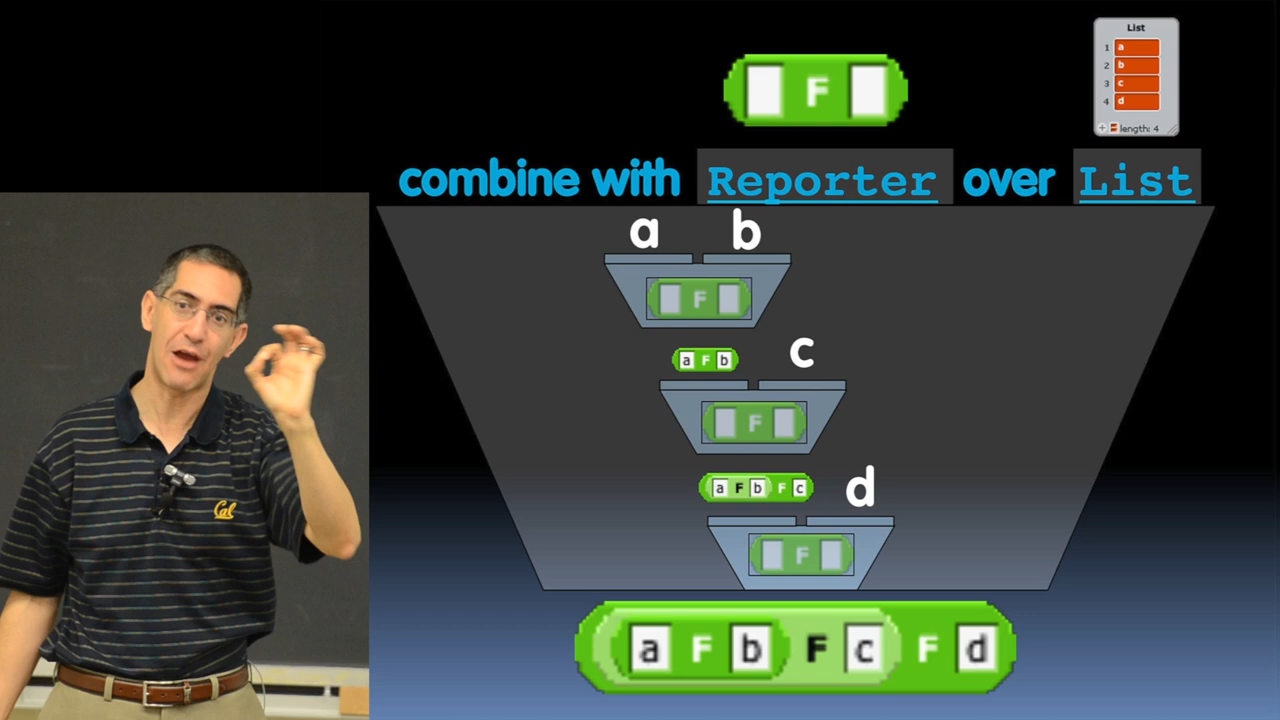 F
List
1 a
2 b
3 c
4 d
+ length: 4
combine with Reporter over List
a b
F
a F b
c
F
a F b F c
d
F
a F b F c F d
Cal